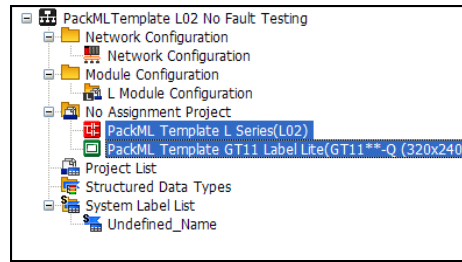 PackMLTemplate L02 No Fault Testing
Network Configuration
Network Configuration
Module Configuration
L Module Configuration
No Assignment Project
PackML Template L Series(L02)
PackML Template GT11 Label Lite(GT11**-Q (320x240
Project List
Structured Data Types
System Label List
Undefined_Name